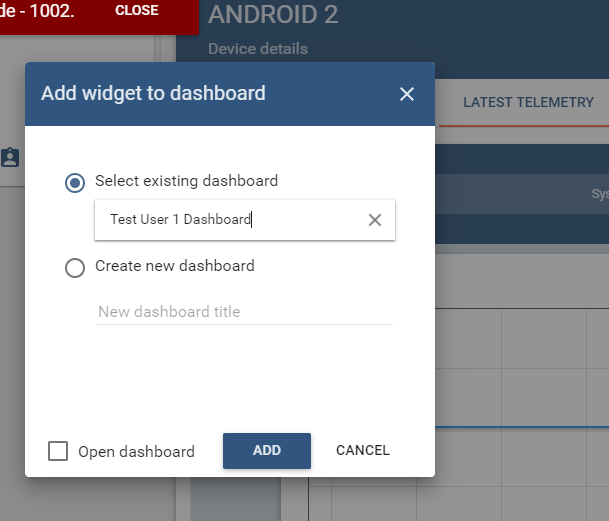 de - 1002.
CLOSE
ANDROID 2
Device details
LATEST TELEMETRY
Sys
Add widget to dashboard
Select existing dashboard
Test User 1 Dashboard
Create new dashboard
New dashboard title
Open dashboard
ADD
CANCEL